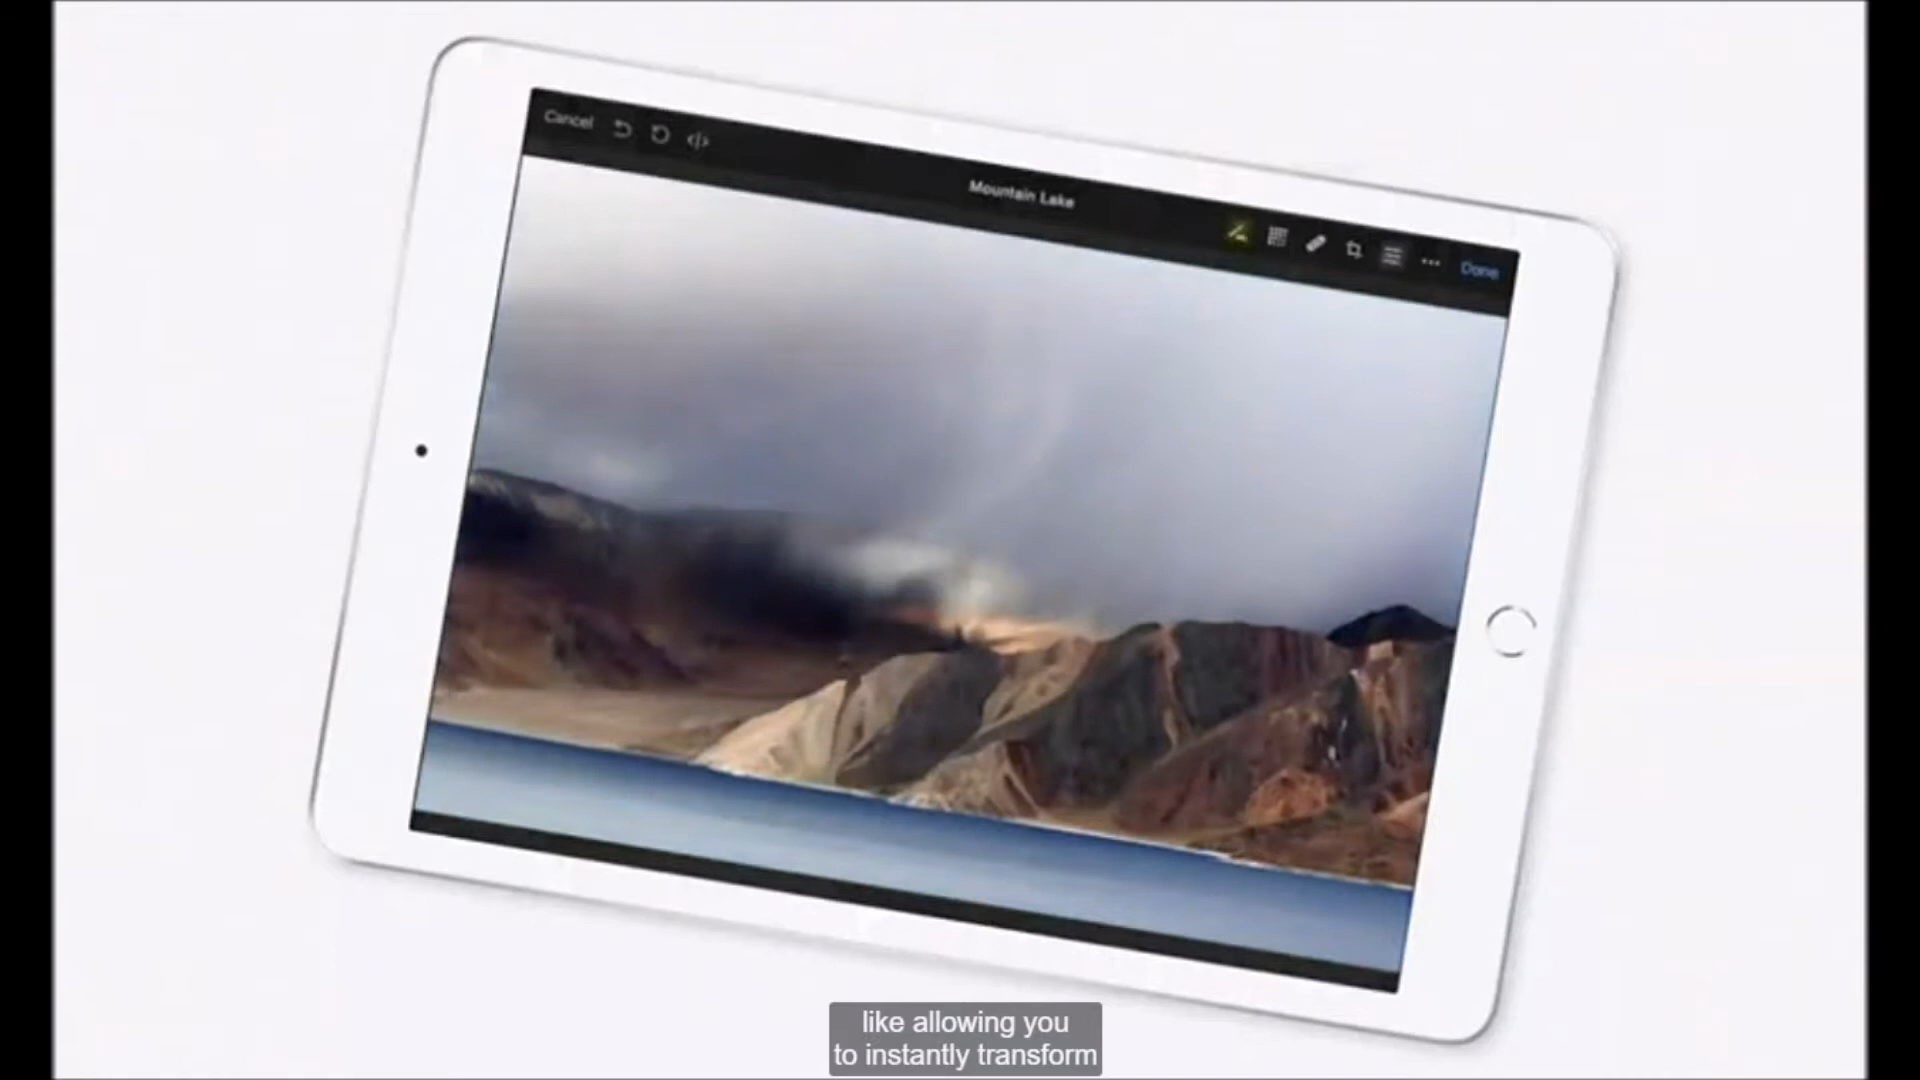 Cancel
Mountain Lake
Done
like allowing you
to instantly transform